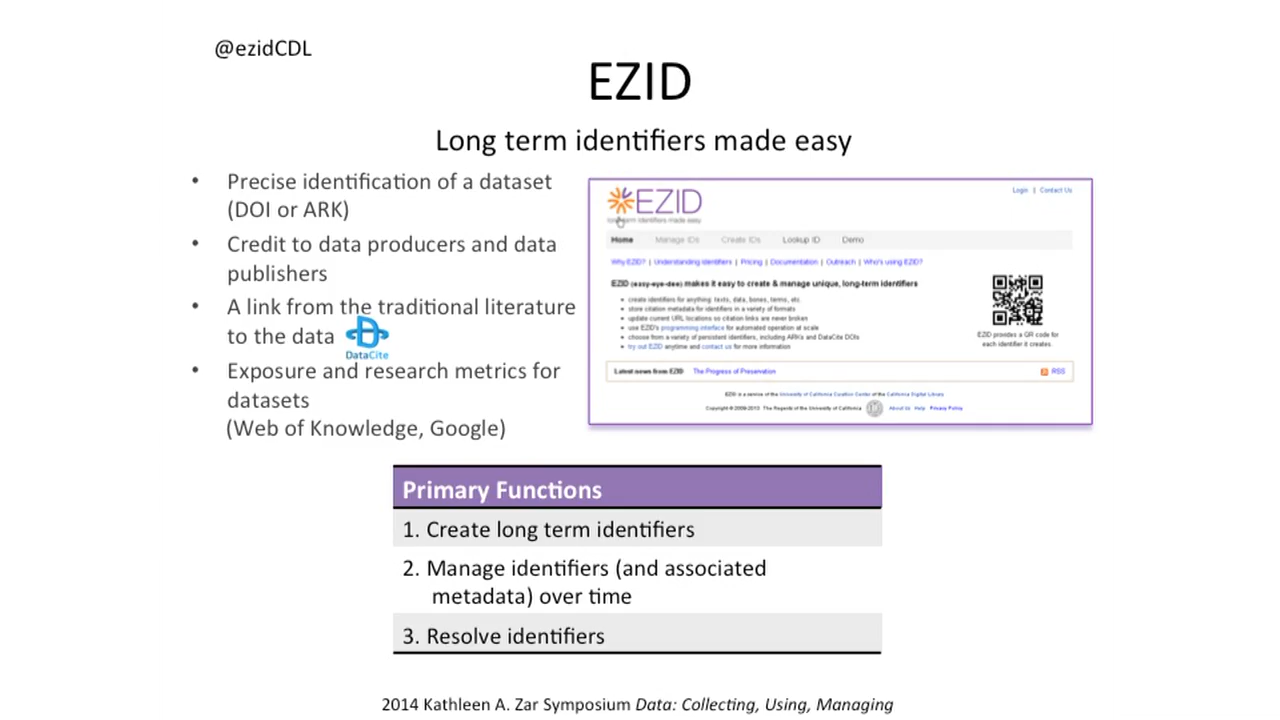 @ezidCDL
EZID
Long term identifiers made easy
• Precise identification of a dataset
(DOI or ARK)
• Credit to data producers and data
publishers
• A link from the traditional literature
to the data
DataCite
• Exposure and research metrics for
datasets
(Web of Knowledge, Google)
Login | Contact Us
EZID
long-term identifiers made easy
Home Manage IDs Create IDs Lookup ID Demo
Why EZID? | Understanding Identifiers | Pricing | Documentation | Outreach | Who's using EZID?
EZID (easy-eye-dee) makes it easy to create & manage unique, long-term identifiers
• create identifiers for anything: texts, data, bones, terms, etc.
• store citation metadata for identifiers in a variety of formats
• update current URL locations so citation links are never broken
• use EZID's programming interface for automated operation at scale
• choose from a variety of persistent identifiers, including ARKs and DataCite DOIs
• try out EZID anytime and contact us for more information
EZID provides a QR code for
each identifier it creates.
Latest news from EZID The Progress of Preservation RSS
EZID is a service of the University of California Curation Center of the California Digital Library
Copyright © 2009-2013 The Regents of the University of California About Us Help Privacy Policy
Primary Functions
1. Create long term identifiers
2. Manage identifiers (and associated
metadata) over time
3. Resolve identifiers
2014 Kathleen A. Zar Symposium Data: Collecting, Using, Managing